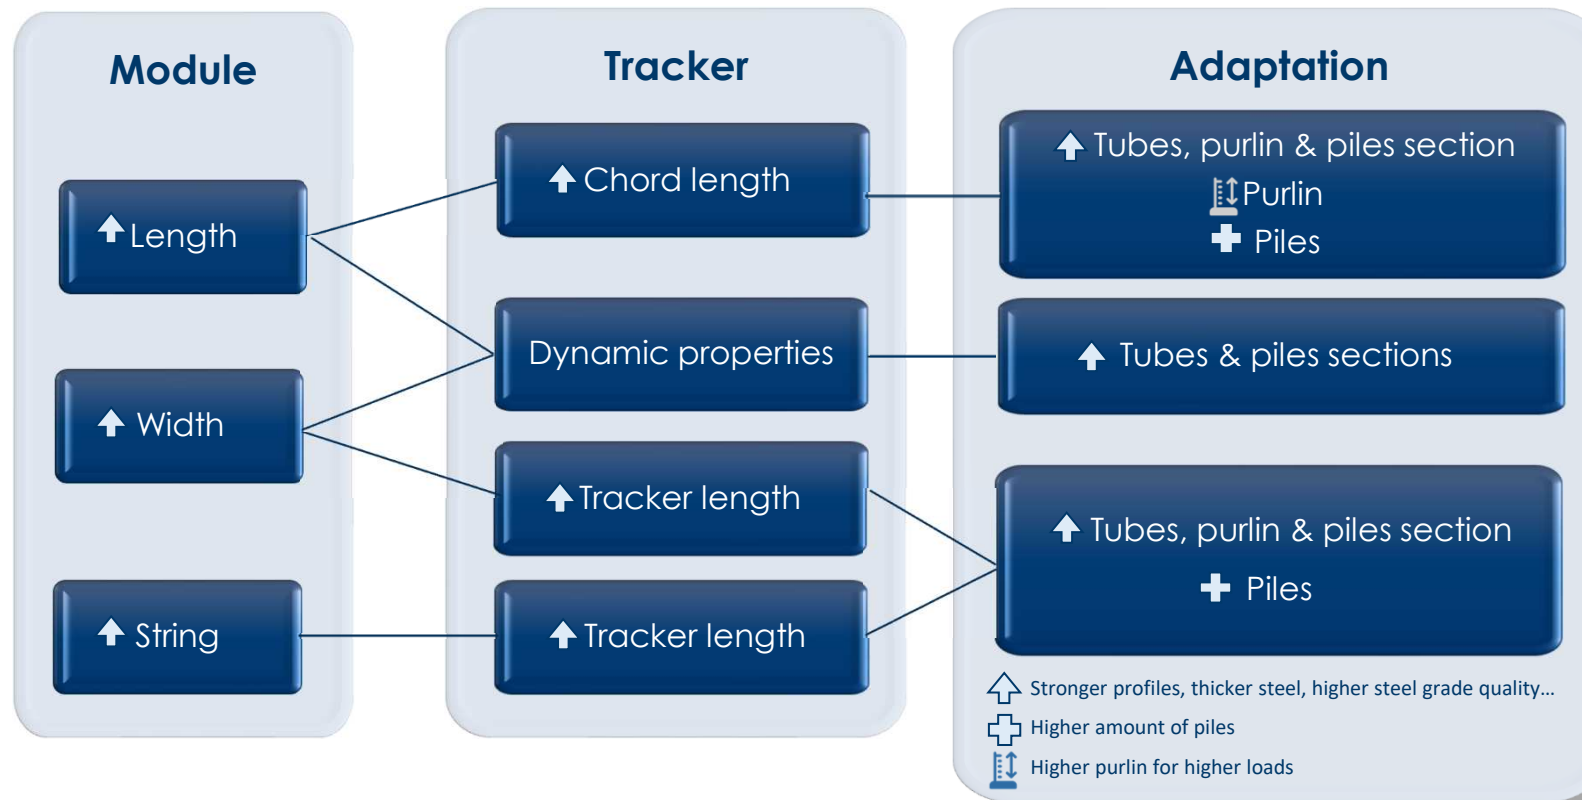 Module
Length
Width
String
Tracker
Chord length
Dynamic properties
Tracker length
Tracker length
Adaptation
Tubes, purlin & piles section
Purlin
Piles
Tubes & piles sections
Tubes, purlin & piles section
Piles
Stronger profiles, thicker steel, higher steel grade quality...
Higher amount of piles
Higher purlin for higher loads